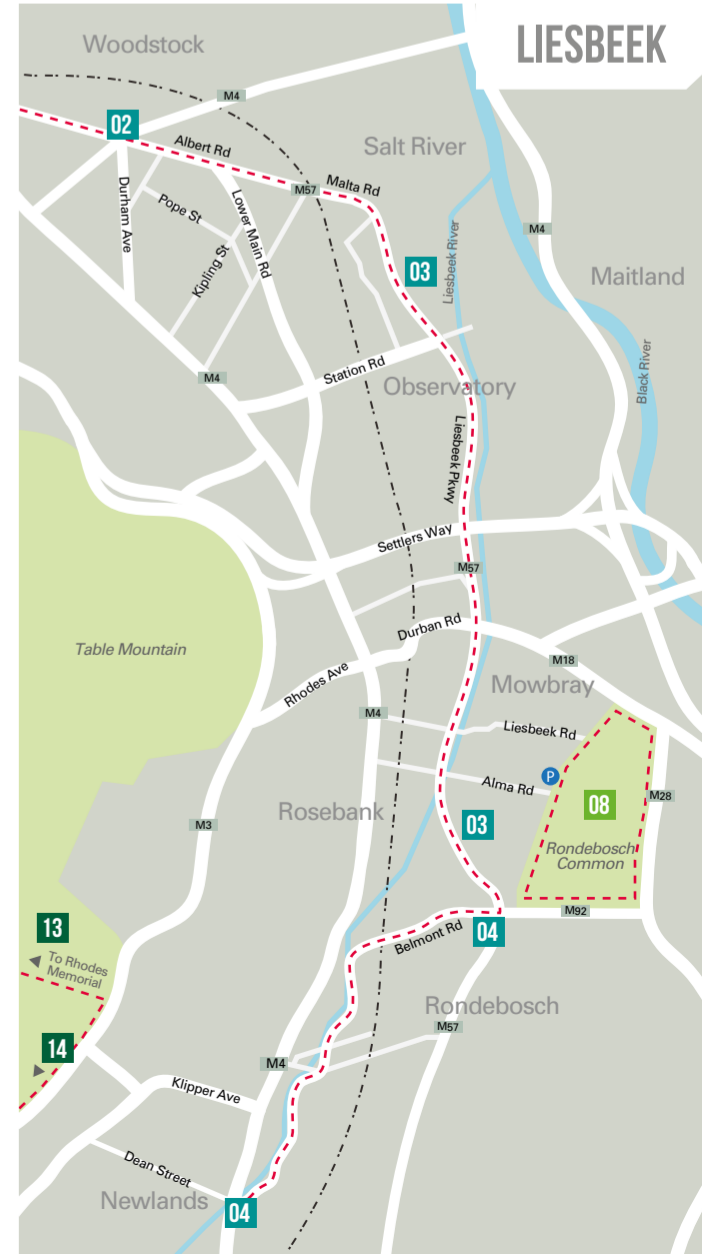 LIESBEEK
Woodstock
M4
02
Albert Rd
Salt River
M57
Malta Rd
Durham Ave
Pope St
Lower Main Rd
Kipling St
Liesbeek River
M4
03
Maitland
Black River
M4
Station Rd
Observatory
Liesbeek Pkwy
Settlers Way
M57
Durban Rd
Table Mountain
M18
Rhodes Ave
Mowbray
M4
Liesbeek Rd
P
Alma Rd
M28
08
Rosebank
M3
03
Rondebosch
Common
M92
13
Belmont Rd
04
To Rhodes
Memorial
Rondebosch
M57
14
M4
Klipper Ave
Dean Street
Newlands
04